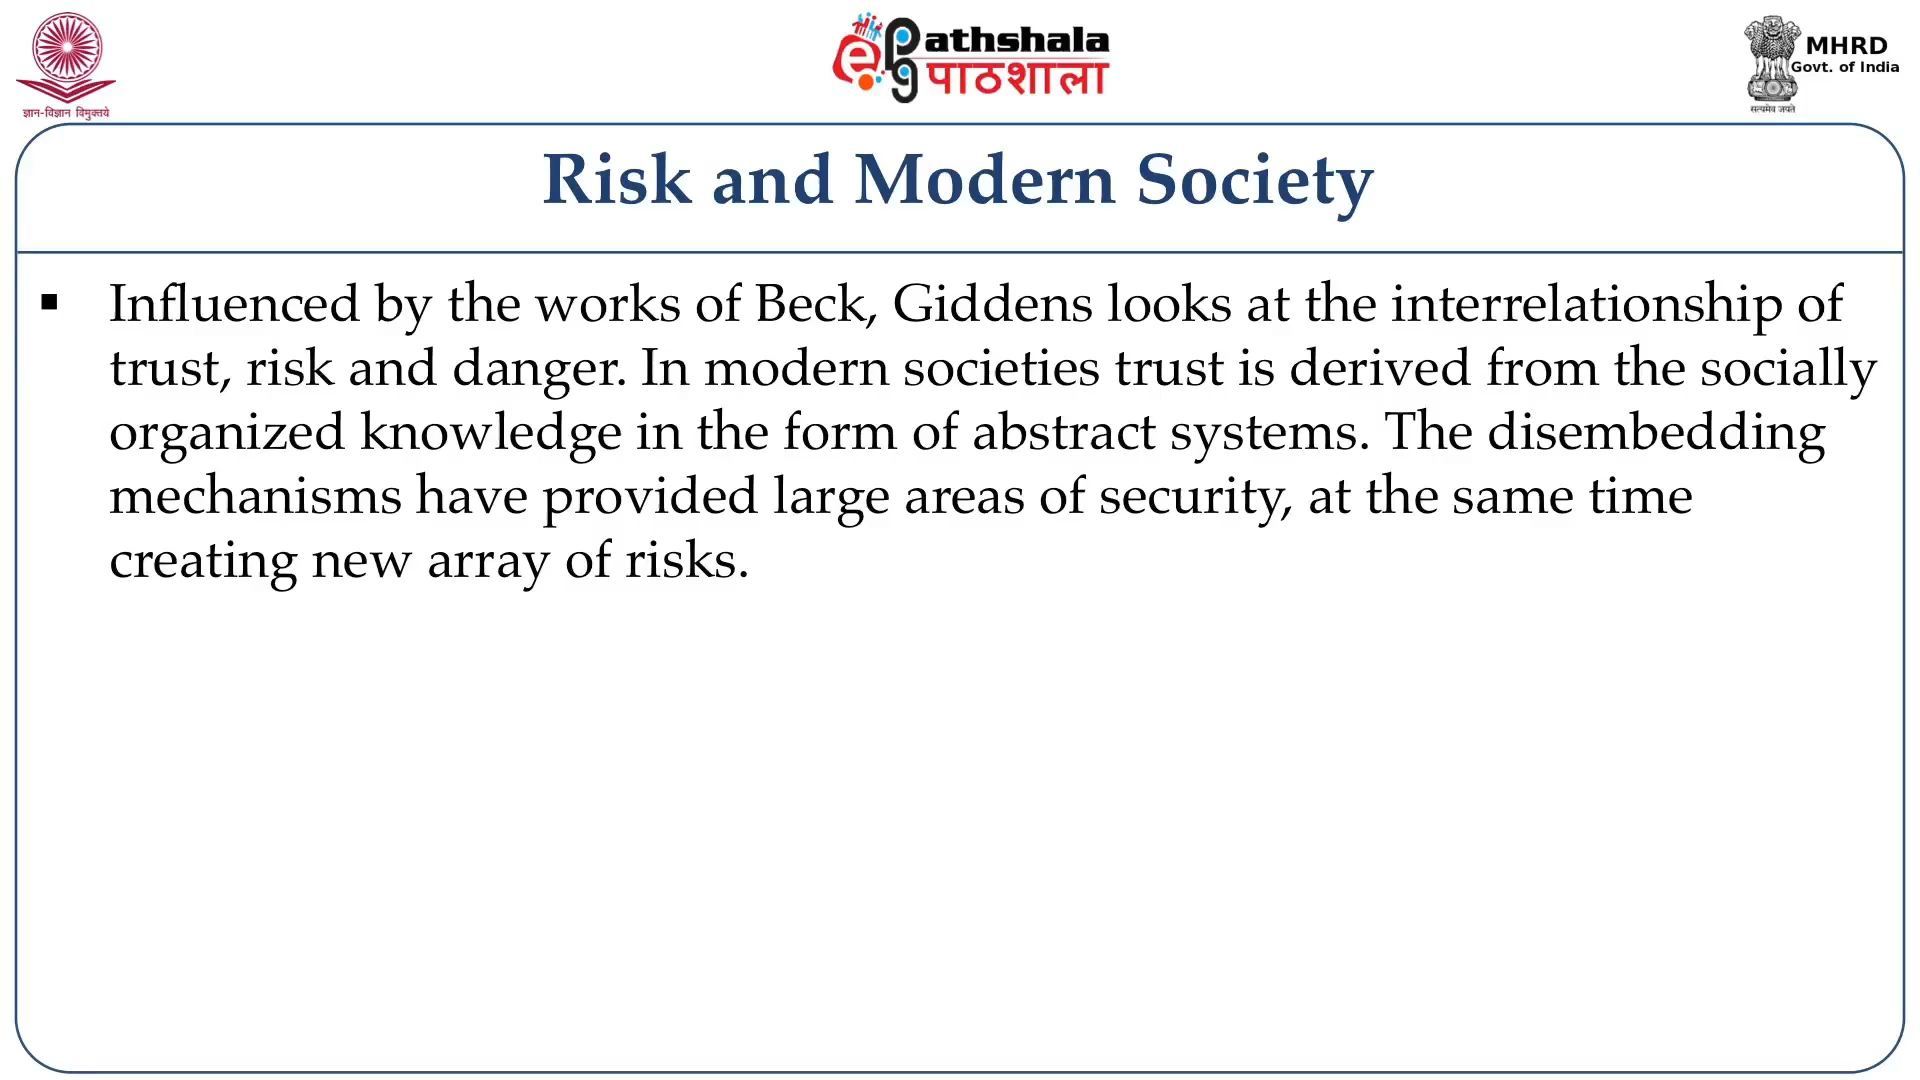 ज्ञान-विज्ञान विमुक्तये
e PG Pathshala
पाठशाला
MHRD
Govt. of India
सत्यमेव जयते
Risk and Modern Society
▪ Influenced by the works of Beck, Giddens looks at the interrelationship of
trust, risk and danger. In modern societies trust is derived from the socially
organized knowledge in the form of abstract systems. The disembedding
mechanisms have provided large areas of security, at the same time
creating new array of risks.